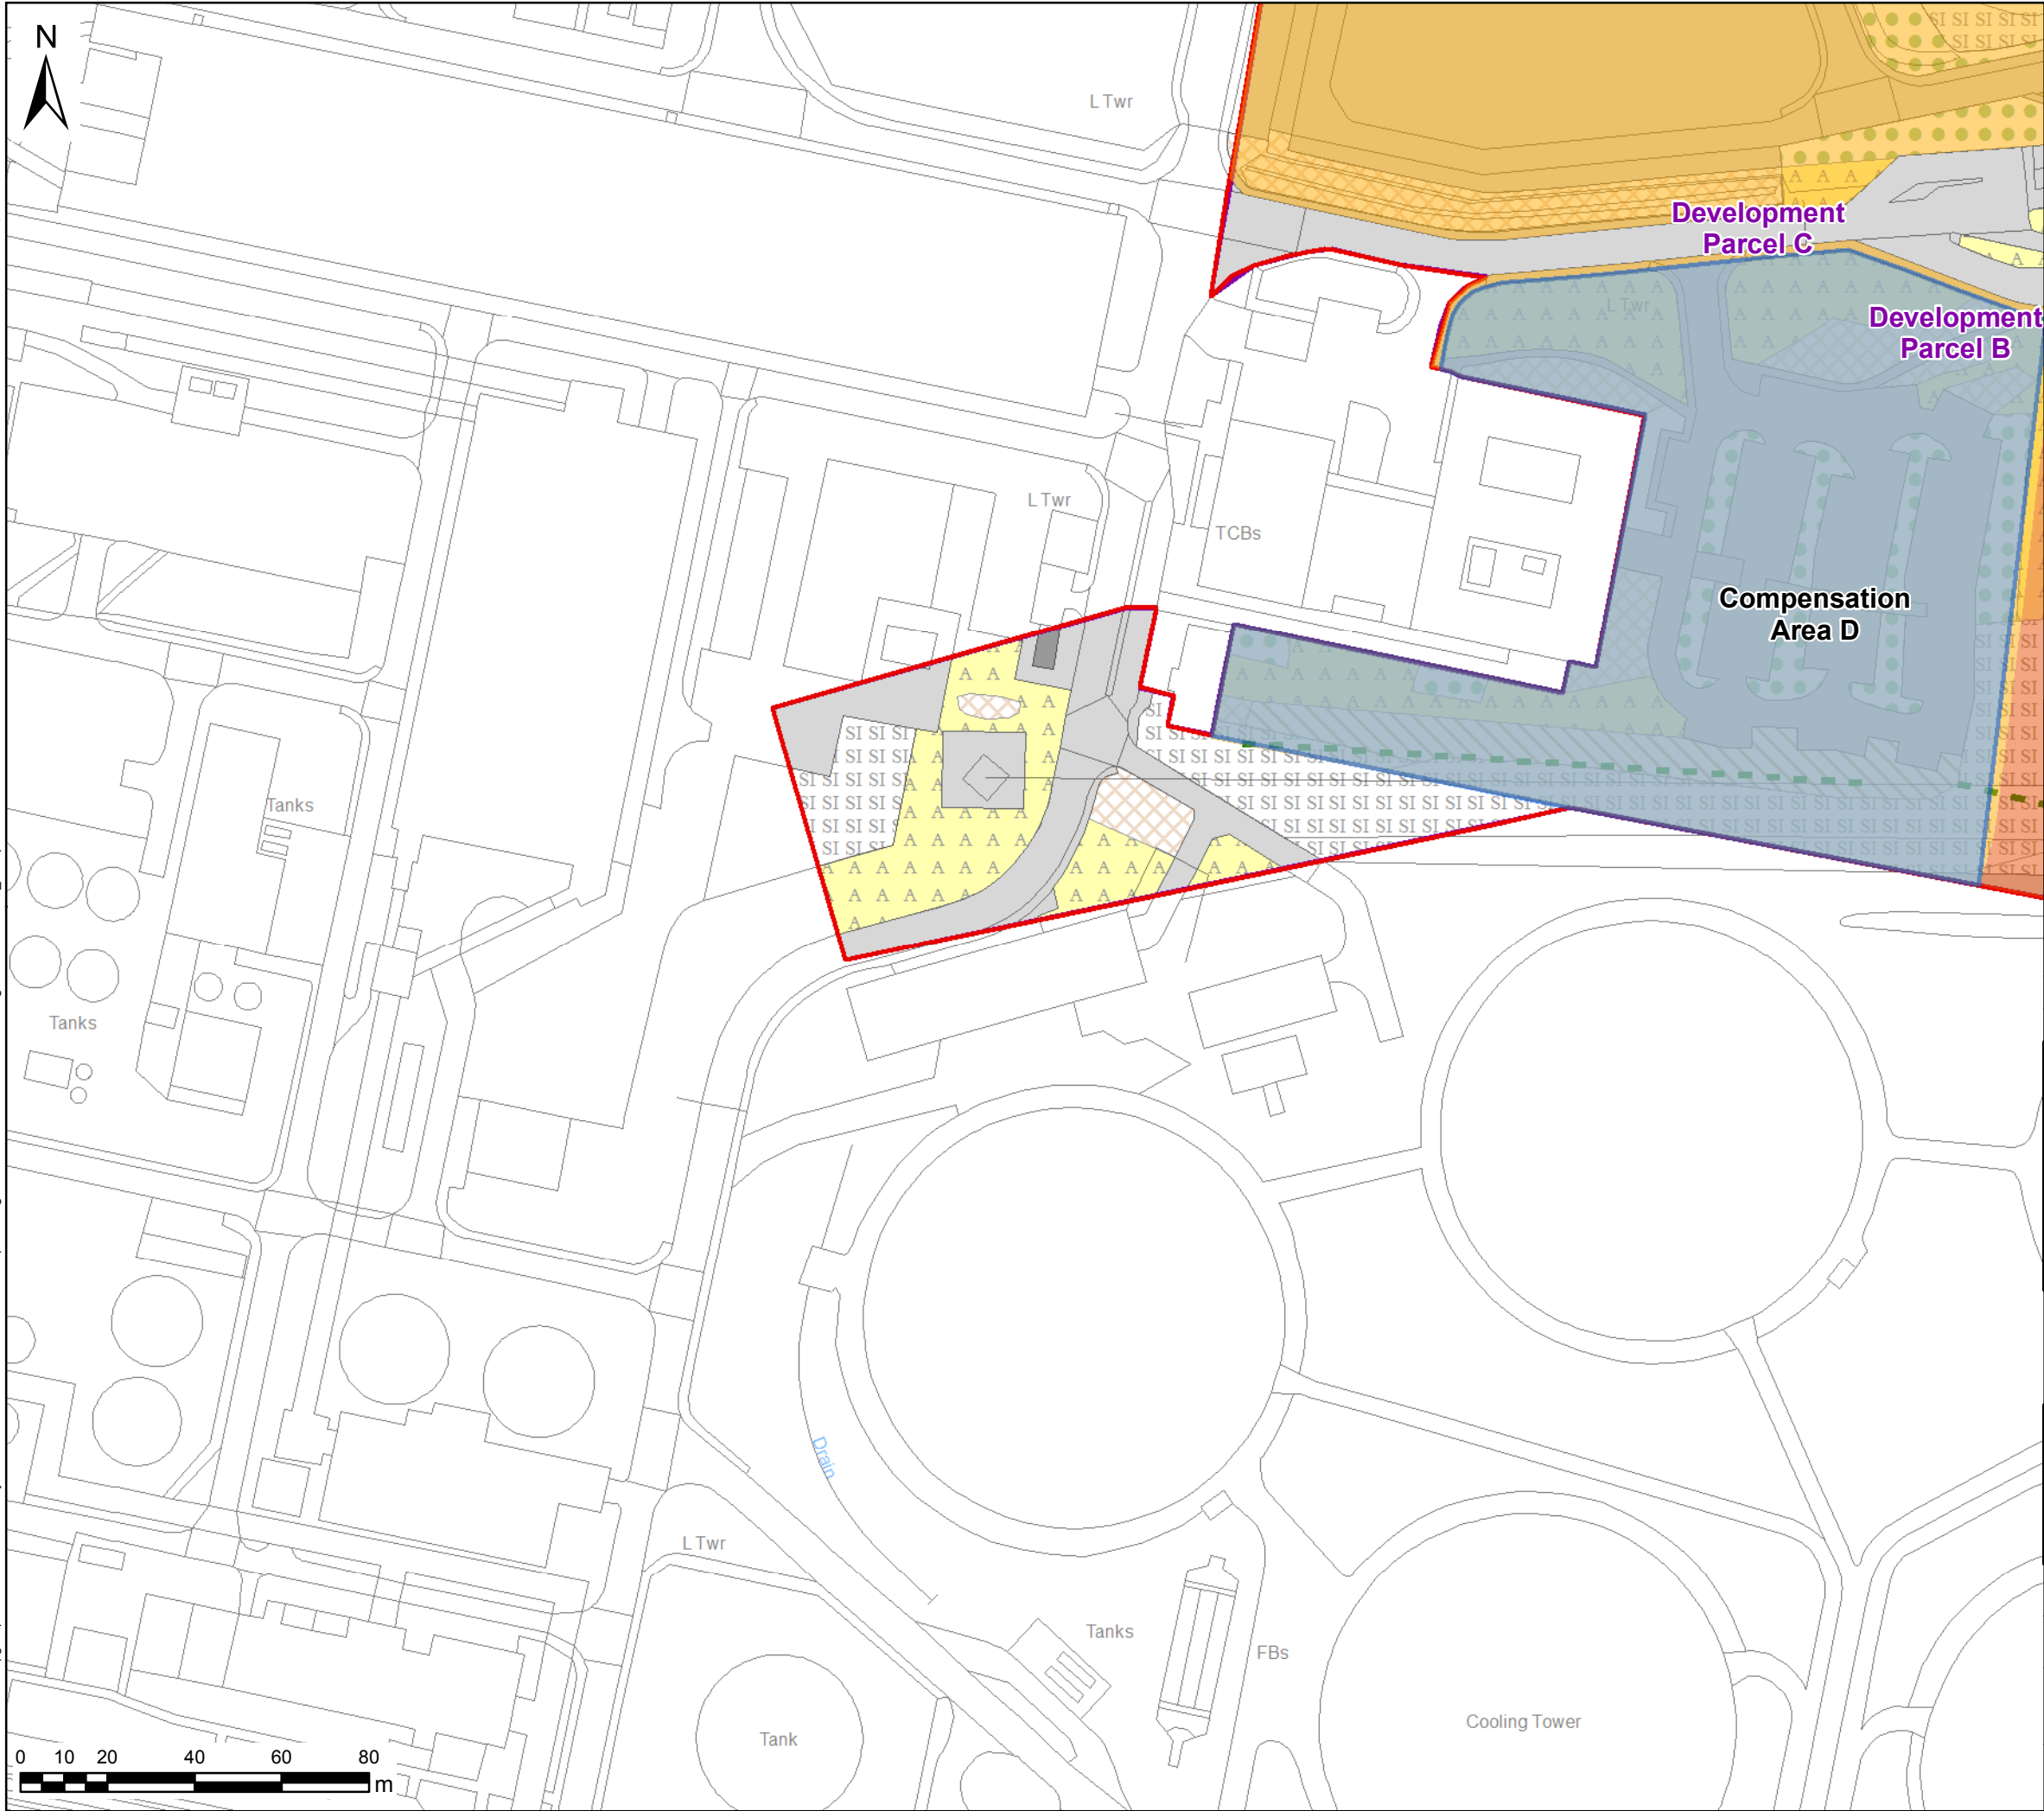 N
L Twr
Development
Parcel C
L Twr
Development
Parcel B
L Twr
TCBs
Compensation
Area D
Tanks
Tanks
Drain
L Twr
Tanks
FBs
Cooling Tower
Tank
0 10 20 40 60 80
m